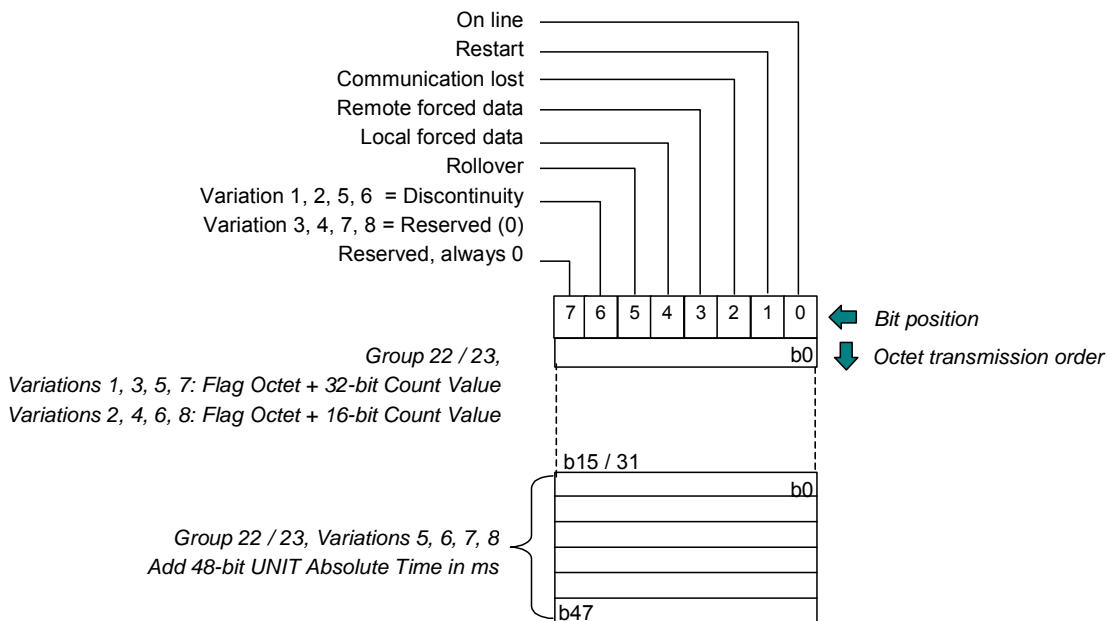 On line
Restart
Communication lost
Remote forced data
Local forced data
Rollover
Variation 1, 2, 5, 6 = Discontinuity
Variation 3, 4, 7, 8 = Reserved (0)
Reserved, always 0
7 6 5 4 3 2 1 0
Bit position
b0
Octet transmission order
Group 22 / 23,
Variations 1, 3, 5, 7: Flag Octet + 32-bit Count Value
Variations 2, 4, 6, 8: Flag Octet + 16-bit Count Value
b15 / 31
b0
Group 22 / 23, Variations 5, 6, 7, 8
Add 48-bit UNIT Absolute Time in ms
b47